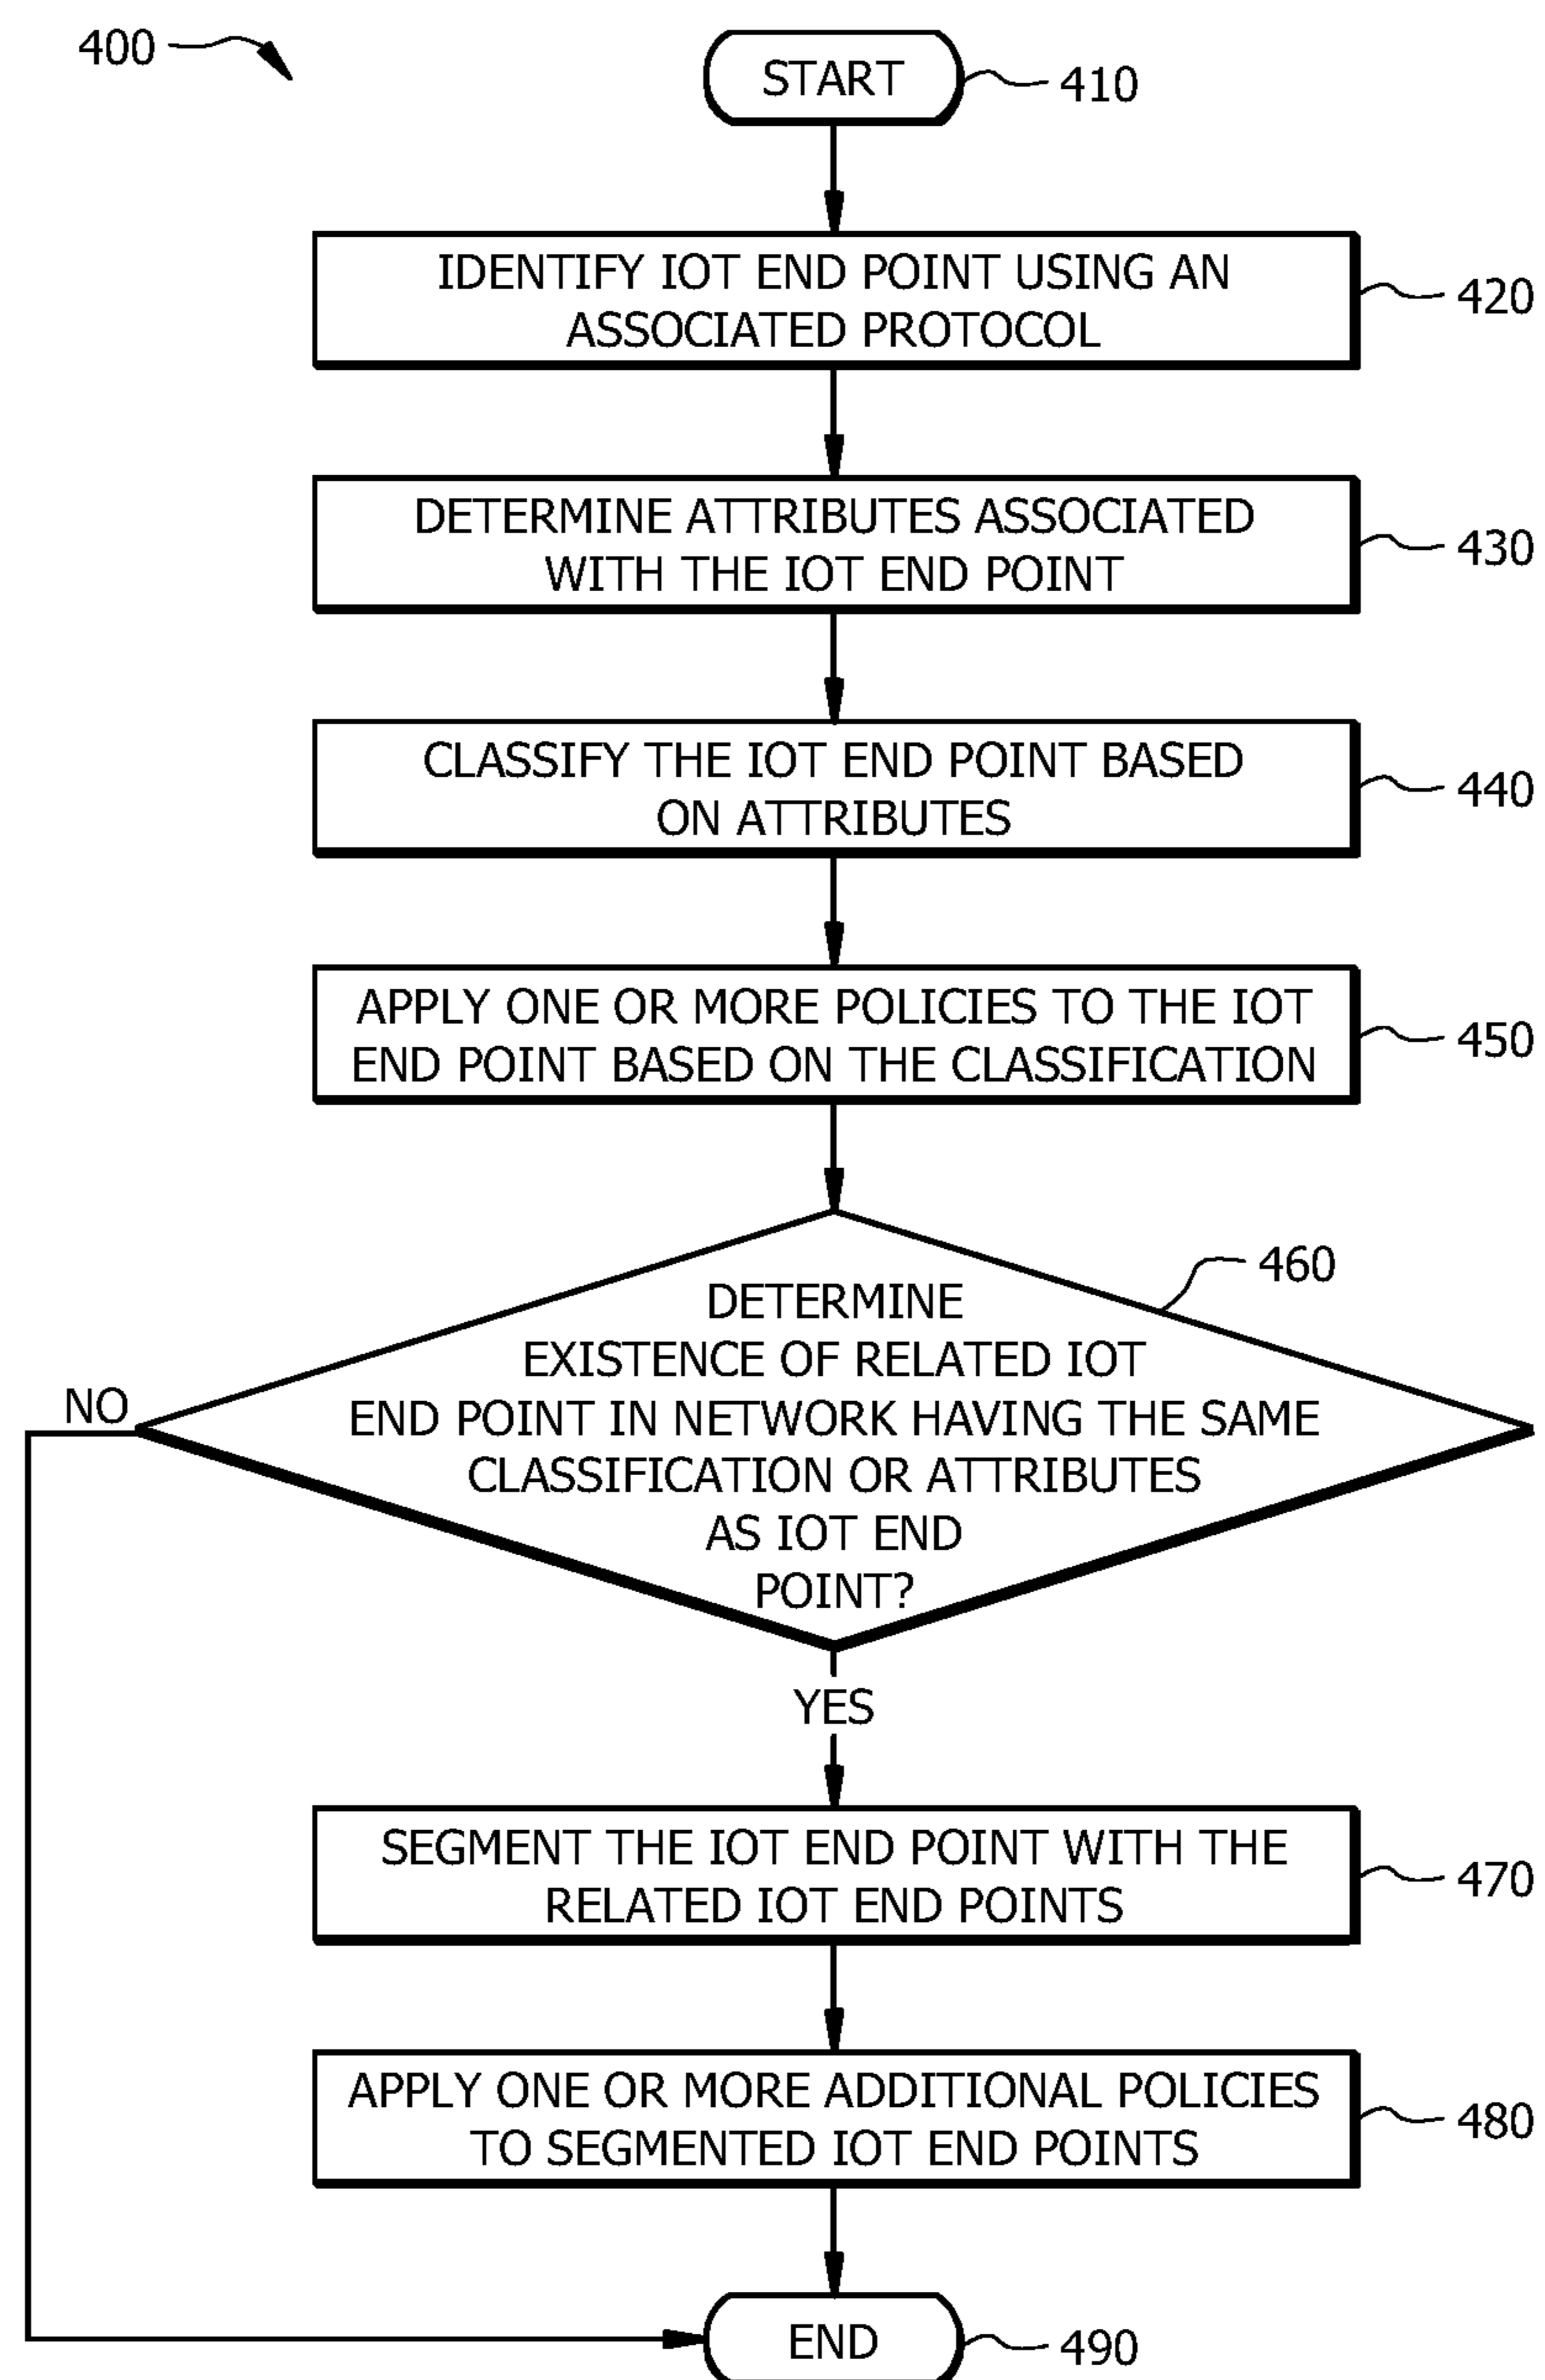 400
START
410
IDENTIFY IOT END POINT USING AN
ASSOCIATED PROTOCOL
420
DETERMINE ATTRIBUTES ASSOCIATED
WITH THE IOT END POINT
430
CLASSIFY THE IOT END POINT BASED
ON ATTRIBUTES
440
APPLY ONE OR MORE POLICIES TO THE IOT
END POINT BASED ON THE CLASSIFICATION
450
460
DETERMINE
EXISTENCE OF RELATED IOT
END POINT IN NETWORK HAVING THE SAME
CLASSIFICATION OR ATTRIBUTES
AS IOT END
POINT?
NO
YES
SEGMENT THE IOT END POINT WITH THE
RELATED IOT END POINTS
470
APPLY ONE OR MORE ADDITIONAL POLICIES
TO SEGMENTED IOT END POINTS
480
END
490